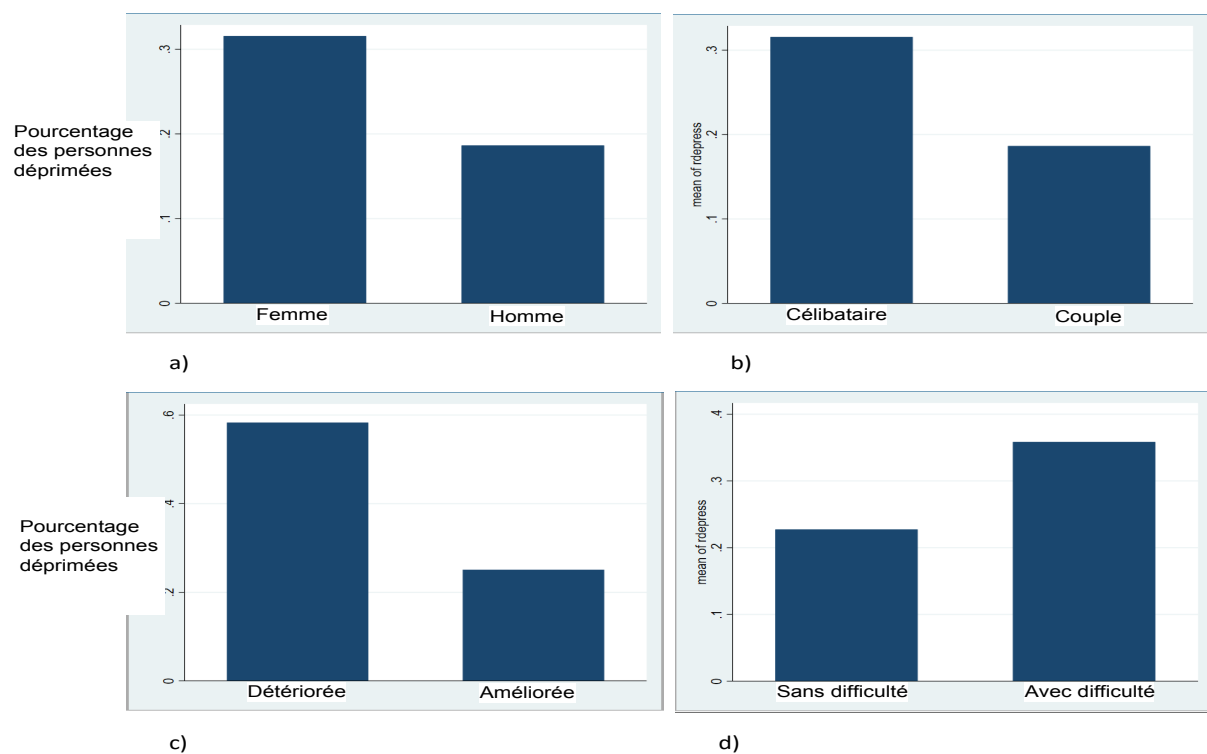 Pourcentage
des personnes
déprimées
.3
.2
.1
0
Femme Homme
a)
mean of rdepress
.3
.2
.1
0
Célibataire Couple
b)
Pourcentage
des personnes
déprimées
.6
.4
.2
0
Détériorée Améliorée
c)
mean of rdepress
.4
.3
.2
.1
0
Sans difficulté Avec difficulté
d)